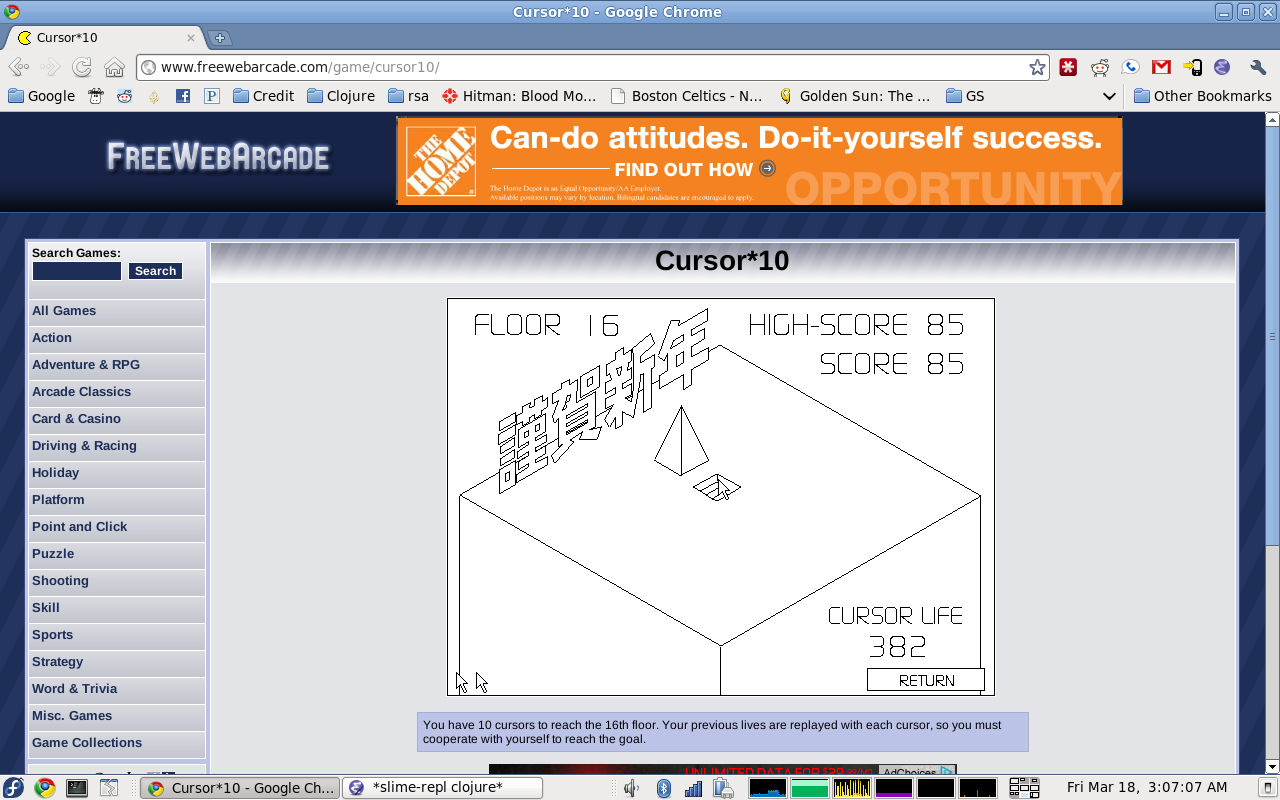 Cursor*10 - Google Chrome
Cursor*10
www.freewebarcade.com/game/cursor10/
Google
Credit
Clojure
rsa
Hitman: Blood Mo...
Boston Celtics - N...
Golden Sun: The ...
GS
Other Bookmarks
FREEWEBARCADE
THE HOME DEPOT
Can-do attitudes. Do-it-yourself success.
FIND OUT HOW
OPPORTUNITY
The Home Depot is an Equal Opportunity/AA Employer.
Available positions may vary by location. Bilingual candidates are encouraged to apply.
Search Games:
Search
All Games
Action
Adventure & RPG
Arcade Classics
Card & Casino
Driving & Racing
Holiday
Platform
Point and Click
Puzzle
Shooting
Skill
Sports
Strategy
Word & Trivia
Misc. Games
Game Collections
Cursor*10
FLOOR 16
HIGH-SCORE 85
SCORE 85
謹賀新年
CURSOR LIFE
382
RETURN
You have 10 cursors to reach the 16th floor. Your previous lives are replayed with each cursor, so you must
cooperate with yourself to reach the goal.
AdChoices
Cursor*10 - Google Ch...
*slime-repl clojure*
Fri Mar 18, 3:07:07 AM